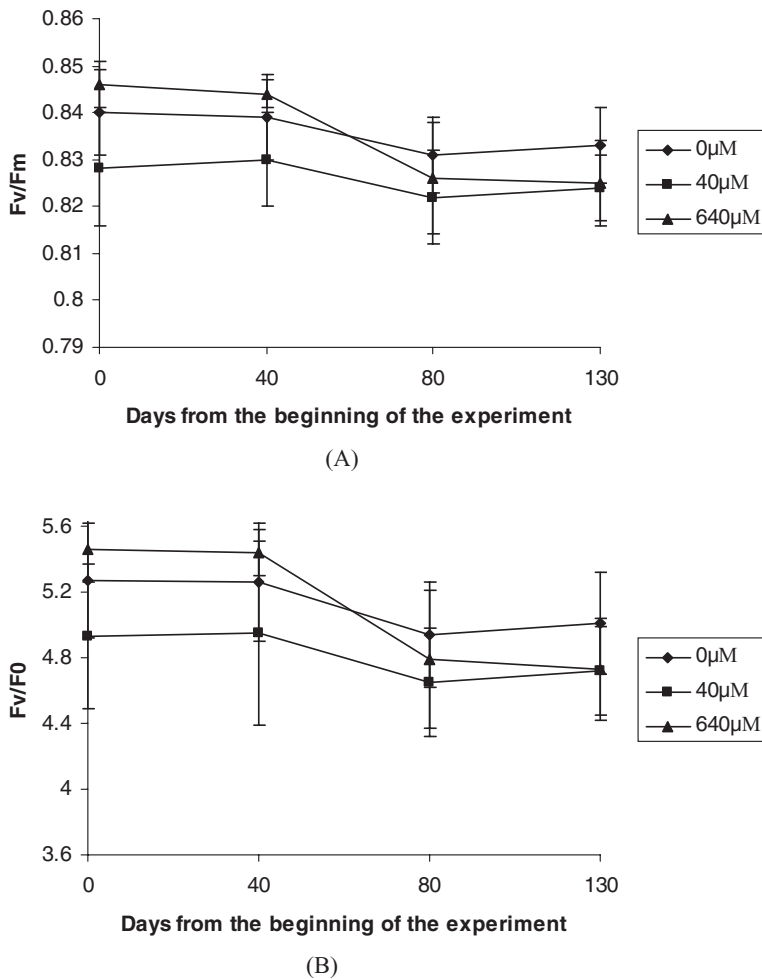 0.86
0.85
0.84
0.83
0.82
0.81
0.8
0.79
Fv/Fm
0 40 80 130
Days from the beginning of the experiment
0µM
40µM
640µM
(A)
5.6
5.2
4.8
4.4
4
3.6
Fv/F0
0 40 80 130
Days from the beginning of the experiment
0µM
40µM
640µM
(B)